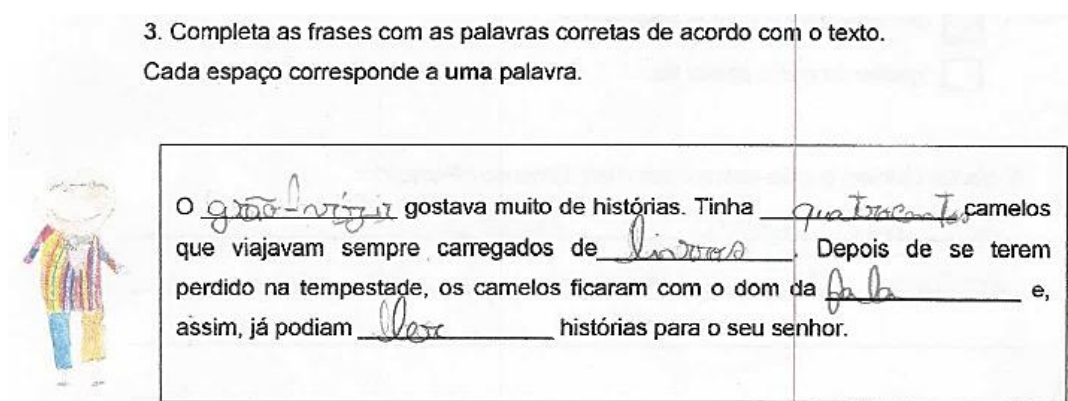 3. Completa as frases com as palavras corretas de acordo com o texto.
Cada espaço corresponde a uma palavra.
O grão-vizir gostava muito de histórias. Tinha quatrocentos camelos
que viajavam sempre carregados de livros. Depois de se terem
perdido na tempestade, os camelos ficaram com o dom da fala e,
assim, já podiam ler histórias para o seu senhor.